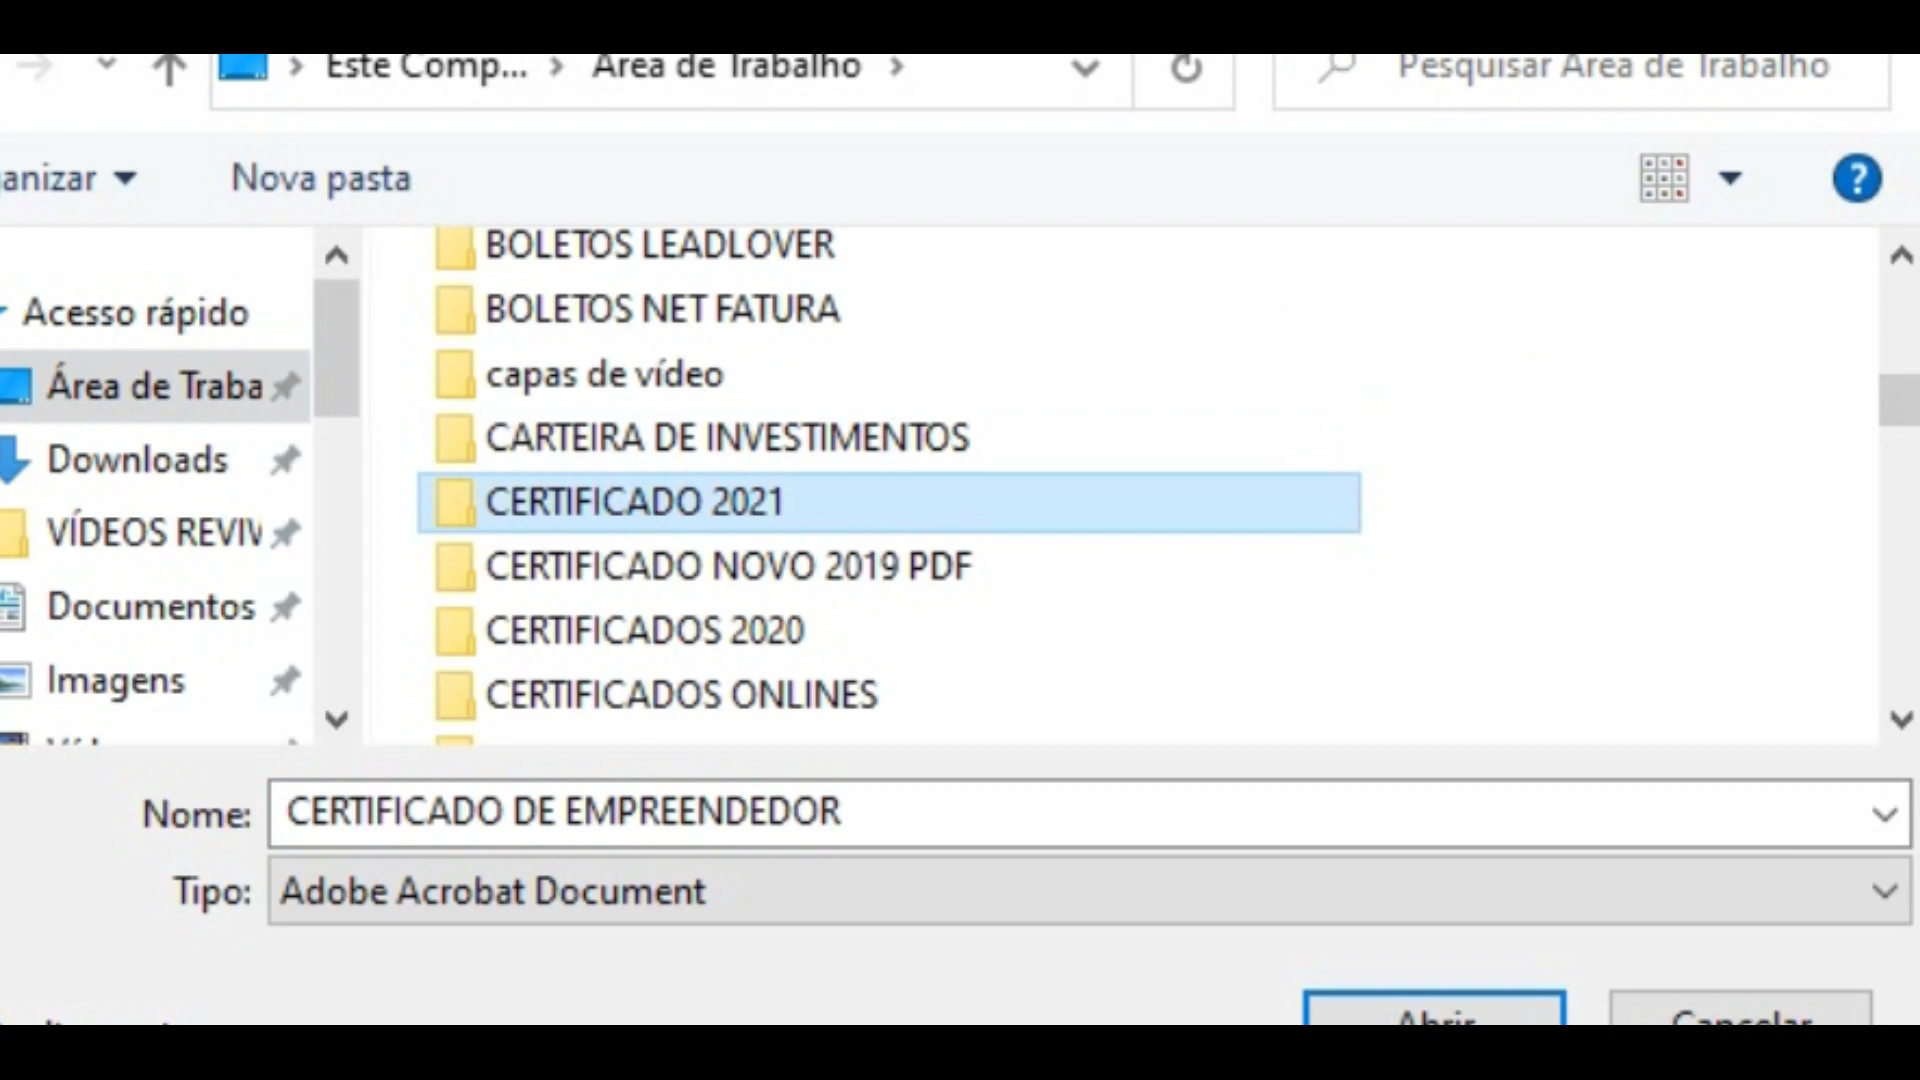 Este Comp... > Área de Trabalho >
Pesquisar Área de Trabalho
anizar
Nova pasta
Acesso rápido
Área de Traba
Downloads
VÍDEOS REVIV
Documentos
Imagens
BOLETOS LEADLOVER
BOLETOS NET FATURA
capas de vídeo
CARTEIRA DE INVESTIMENTOS
CERTIFICADO 2021
CERTIFICADO NOVO 2019 PDF
CERTIFICADOS 2020
CERTIFICADOS ONLINES
Nome: CERTIFICADO DE EMPREENDEDOR
Tipo: Adobe Acrobat Document
Abrir
Cancelar